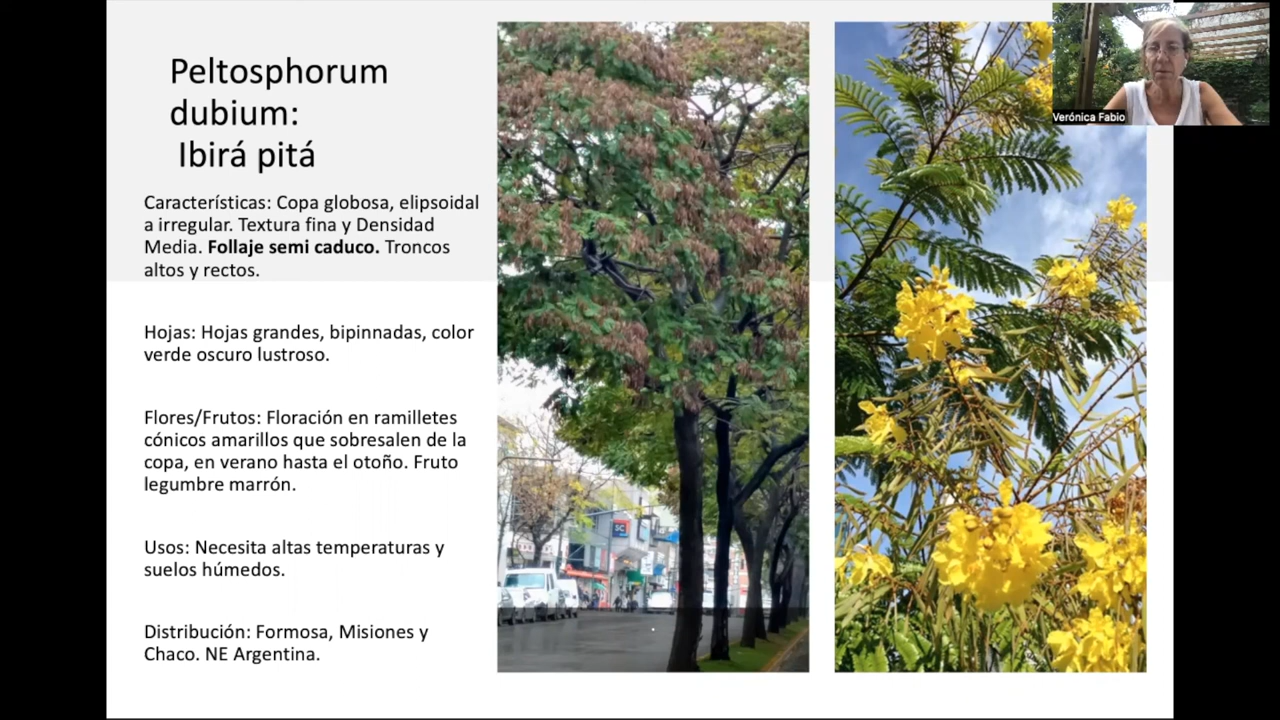 Peltosphorum
dubium:
Ibirá pitá
Características: Copa globosa, elipsoidal
a irregular. Textura fina y Densidad
Media. Follaje semi caduco. Troncos
altos y rectos.
Hojas: Hojas grandes, bipinnadas, color
verde oscuro lustroso.
Flores/Frutos: Floración en ramilletes
cónicos amarillos que sobresalen de la
copa, en verano hasta el otoño. Fruto
legumbre marrón.
Usos: Necesita altas temperaturas y
suelos húmedos.
Distribución: Formosa, Misiones y
Chaco. NE Argentina.
SC
Verónica Fabio